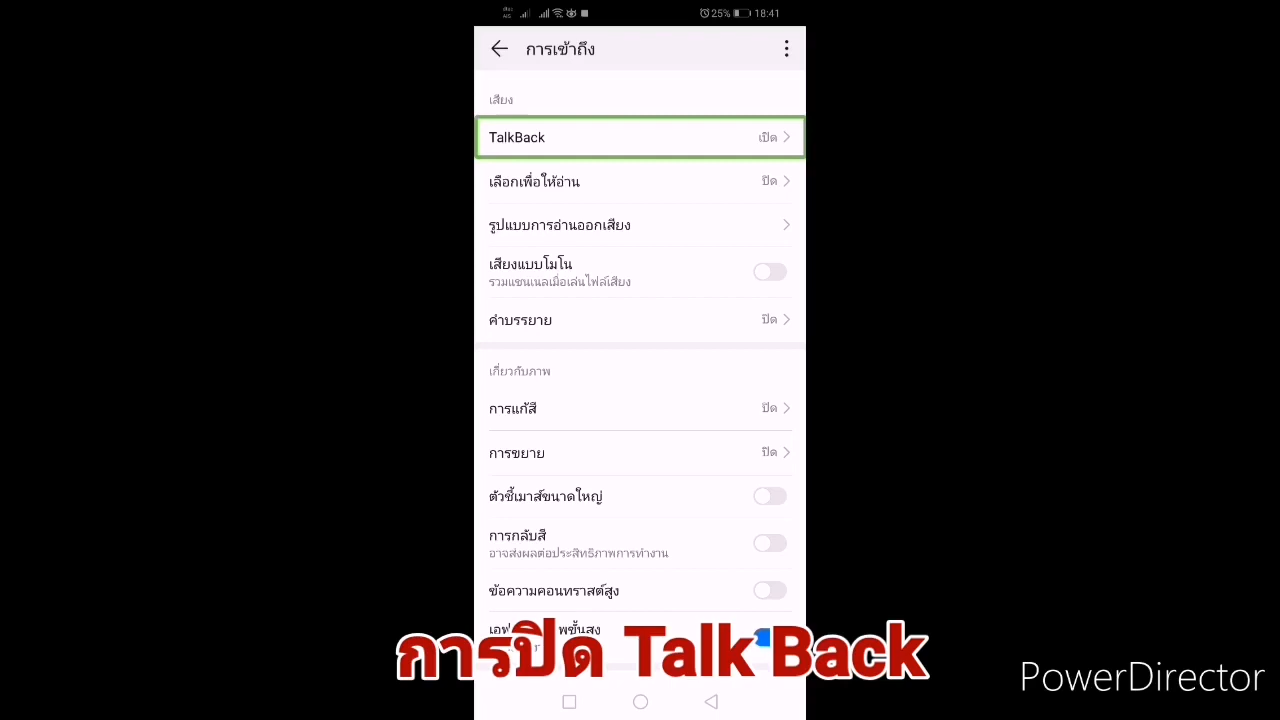 25% 18:41
การเข้าถึง
เสียง
TalkBack เปิด
เลือกเพื่อให้อ่าน ปิด
รูปแบบการอ่านออกเสียง
เสียงแบบโมโน
รวมแชนเนลเมื่อเล่นไฟล์เสียง
คำบรรยาย ปิด
เกี่ยวกับภาพ
การแก้สี ปิด
การขยาย ปิด
ตัวชี้เมาส์ขนาดใหญ่
การกลับสี
อาจส่งผลต่อประสิทธิภาพการทำงาน
ข้อความคอนทราสต์สูง
การปิด Talk Back
PowerDirector